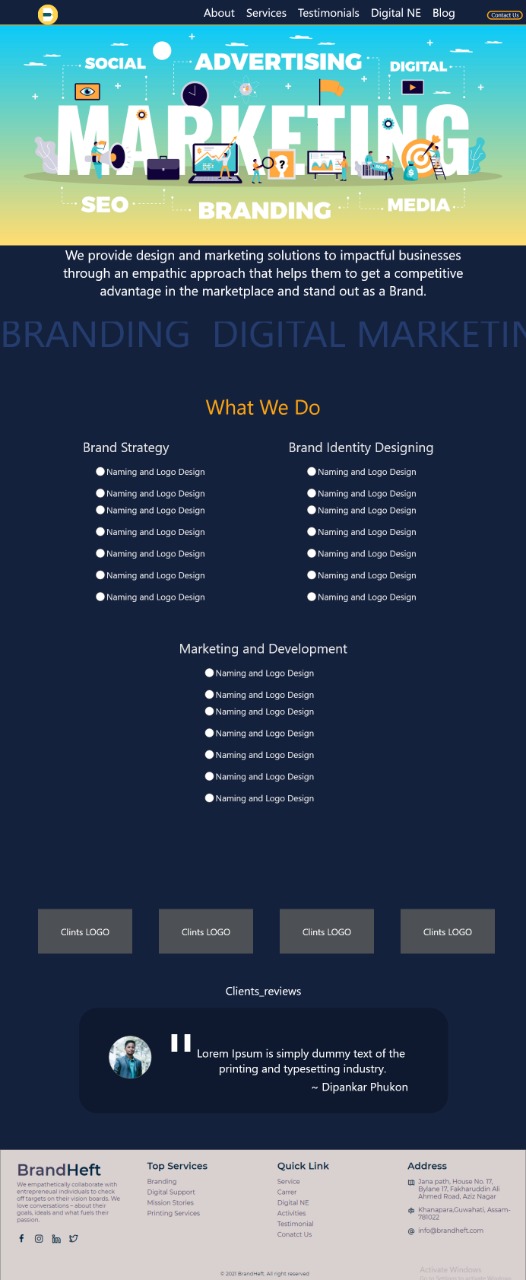 About Services Testimonials Digital NE Blog Contact Us
SOCIAL
ADVERTISING
DIGITAL
MARKETING
SEO
BRANDING
MEDIA
We provide design and marketing solutions to impactful businesses
through an empathic approach that helps them to get a competitive
advantage in the marketplace and stand out as a Brand.
BRANDING DIGITAL MARKETIN
What We Do
Brand Strategy
Naming and Logo Design
Naming and Logo Design
Naming and Logo Design
Naming and Logo Design
Naming and Logo Design
Naming and Logo Design
Naming and Logo Design
Brand Identity Designing
Naming and Logo Design
Naming and Logo Design
Naming and Logo Design
Naming and Logo Design
Naming and Logo Design
Naming and Logo Design
Naming and Logo Design
Marketing and Development
Naming and Logo Design
Naming and Logo Design
Naming and Logo Design
Naming and Logo Design
Naming and Logo Design
Naming and Logo Design
Naming and Logo Design
Clints LOGO Clints LOGO Clints LOGO Clints LOGO
Clients_reviews
" Lorem Ipsum is simply dummy text of the
printing and typesetting industry.
~ Dipankar Phukon
BrandHeft
We empathetically collaborate with
entrepreneual individuals to check
off targets on their vision boards. We
love conversations – about their
goals, ideals and what fuels their
passion.
Top Services
Branding
Digital Support
Mission Stories
Printing Services
Quick Link
Service
Carrer
Digital NE
Activities
Testimonial
Conatct Us
Address
Jana path, House No. 17,
Bylane 17, Fakharuddin Ali
Ahmed Road, Aziz Nagar
Khanapara,Guwahati, Assam-
781022
info@brandheft.com
© 2021 BrandHeft. All right reserved
Activate Windows